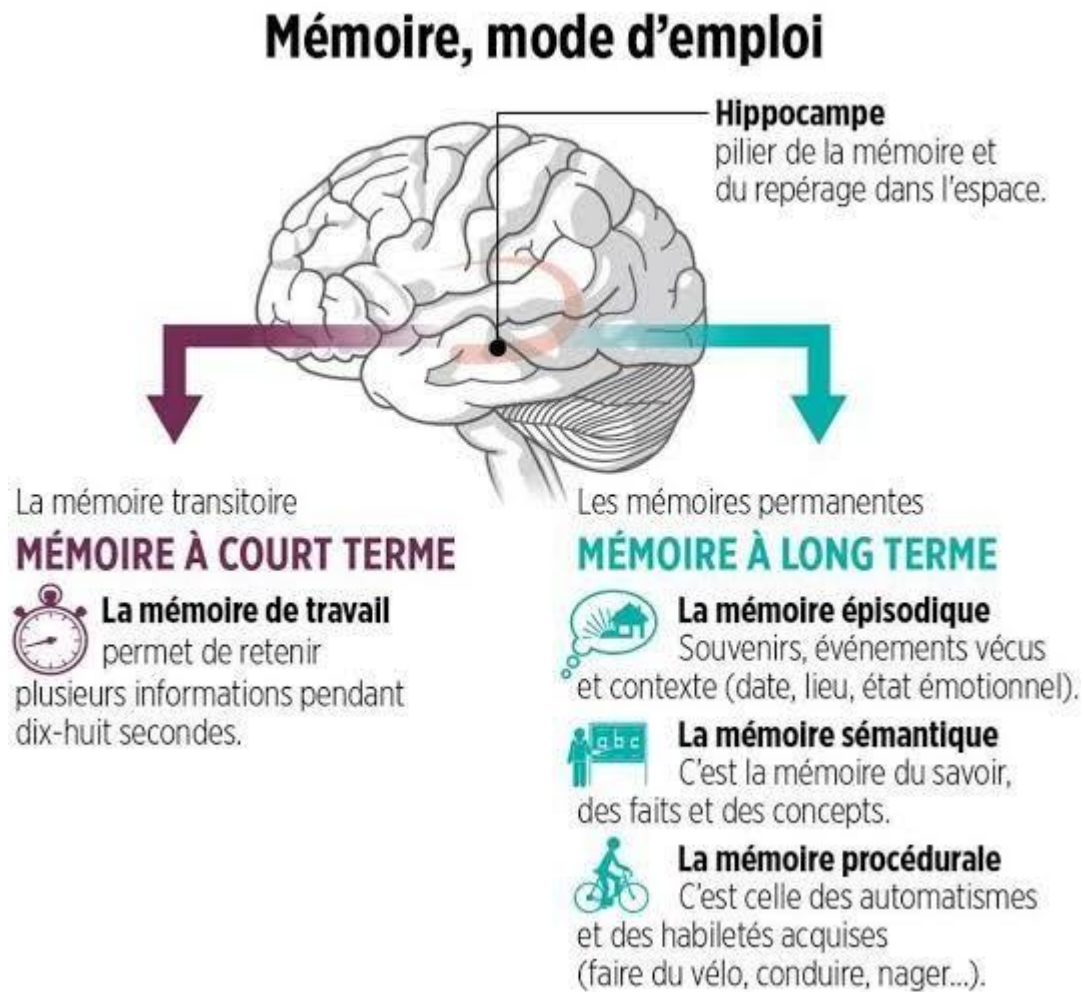 Mémoire, mode d'emploi
Hippocampe
pilier de la mémoire et
du repérage dans l'espace.
La mémoire transitoire
MÉMOIRE À COURT TERME
La mémoire de travail
permet de retenir
plusieurs informations pendant
dix-huit secondes.
Les mémoires permanentes
MÉMOIRE À LONG TERME
La mémoire épisodique
Souvenirs, événements vécus
et contexte (date, lieu, état émotionnel).
abc
La mémoire sémantique
C'est la mémoire du savoir,
des faits et des concepts.
La mémoire procédurale
C'est celle des automatismes
et des habiletés acquises
(faire du vélo, conduire, nager...).